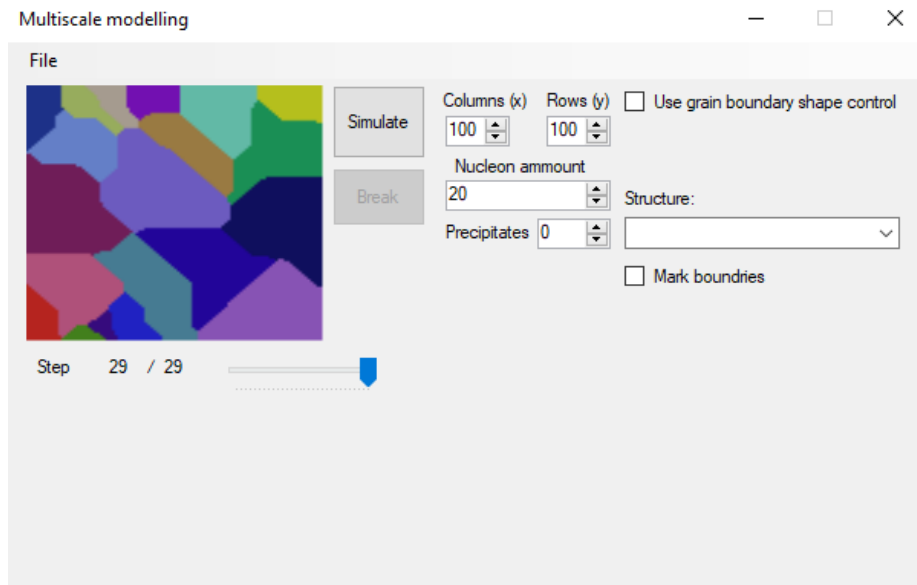 Multiscale modelling
File
Simulate
Break
Columns (x) Rows (y)
100 100
Nucleon ammount
20
Precipitates 0
Use grain boundary shape control
Structure:
Mark boundries
Step 29 / 29